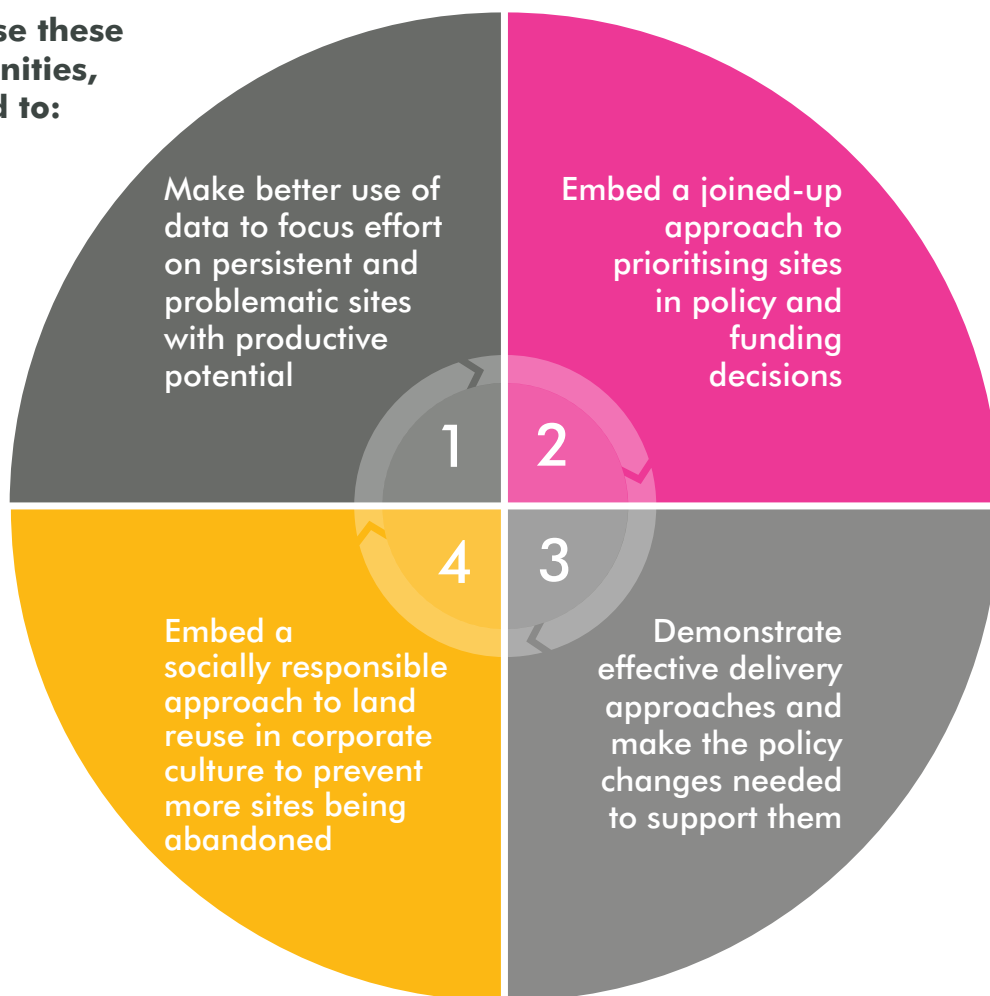 se these
nities,
d to:
Make better use of
data to focus effort
on persistent and
problematic sites
with productive
potential
1
Embed a joined-up
approach to
prioritising sites
in policy and
funding
decisions
2
3
Demonstrate
effective delivery
approaches and
make the policy
changes needed
to support them
4
Embed a
socially responsible
approach to land
reuse in corporate
culture to prevent
more sites being
abandoned